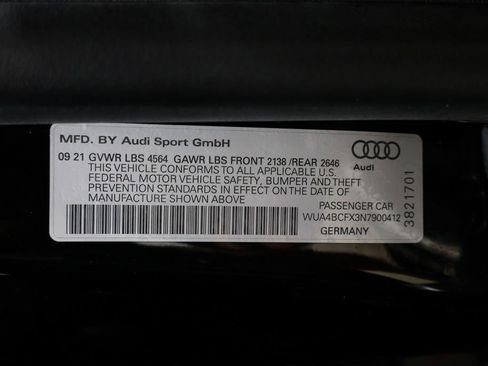 MFD. BY Audi Sport GmbH
09 21 GVWR LBS 4564 GAWR LBS FRONT 2138 /REAR 2646
THIS VEHICLE CONFORMS TO ALL APPLICABLE U.S.
FEDERAL MOTOR VEHICLE SAFETY, BUMPER AND THEFT
PREVENTION STANDARDS IN EFFECT ON THE DATE OF
MANUFACTURE SHOWN ABOVE
Audi
PASSENGER CAR
WUA4BCFX3N7900412
GERMANY
3821701